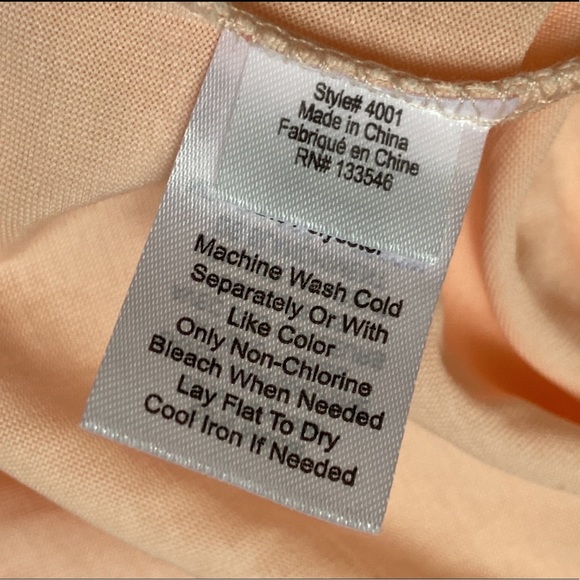 Style# 4001
Made in China
Fabriqué en Chine
RN# 133546
Polyester
Machine Wash Cold
Separately Or With
Like Color
Only Non-Chlorine
Bleach When Needed
Lay Flat To Dry
Cool Iron If Needed